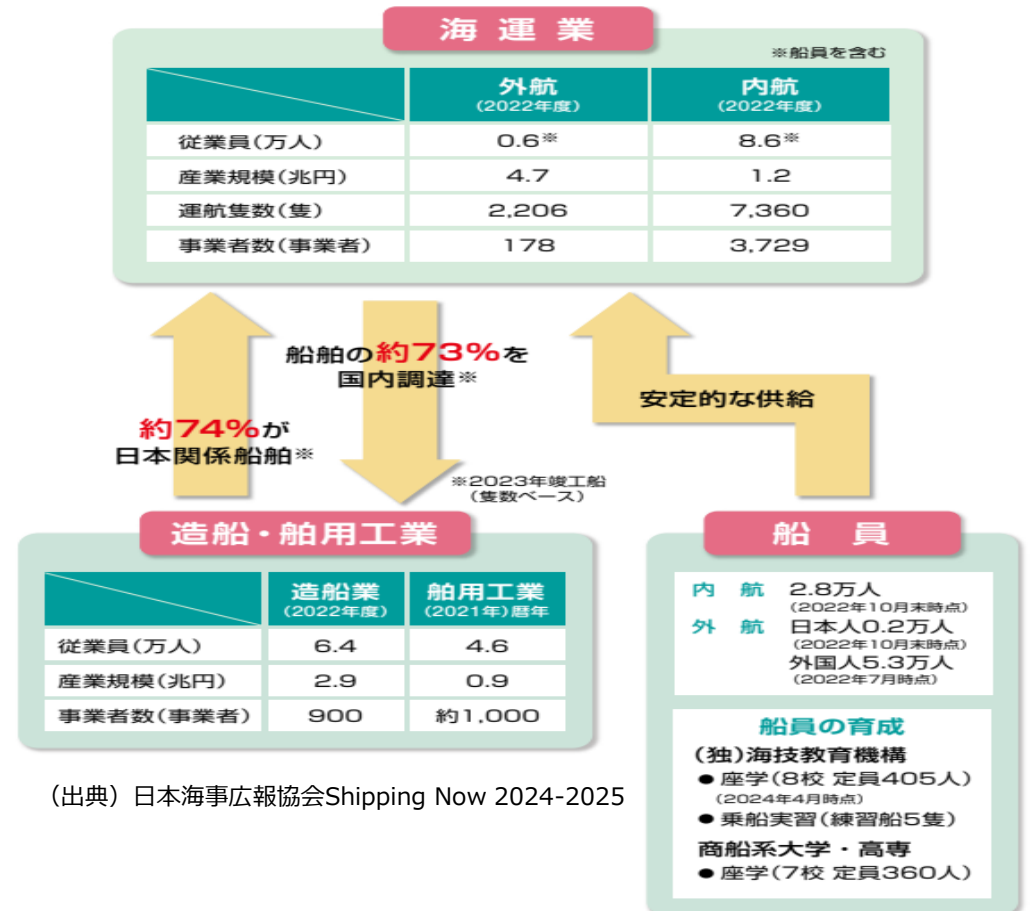 海運業
※船員を含む
外航 内航
(2022年度) (2022年度)
従業員(万人) 0.6※ 8.6※
産業規模(兆円) 4.7 1.2
運航隻数(隻) 2,206 7,360
事業者数(事業者) 178 3,729
船舶の約73%を
国内調達※
約74%が
日本関係船舶※
安定的な供給
※2023年竣工船
(隻数ベース)
造船・舶用工業
造船業 舶用工業
(2022年度) (2021年)暦年
従業員(万人) 6.4 4.6
産業規模(兆円) 2.9 0.9
事業者数(事業者) 900 約1,000
船員
内航 2.8万人
(2022年10月末時点)
外航 日本人0.2万人
(2022年10月末時点)
外国人5.3万人
(2022年7月時点)
船員の育成
(独)海技教育機構
●座学(8校 定員405人)
(2024年4月時点)
●乗船実習(練習船5隻)
商船系大学・高専
●座学(7校 定員360人)
(出典)日本海事広報協会Shipping Now 2024-2025